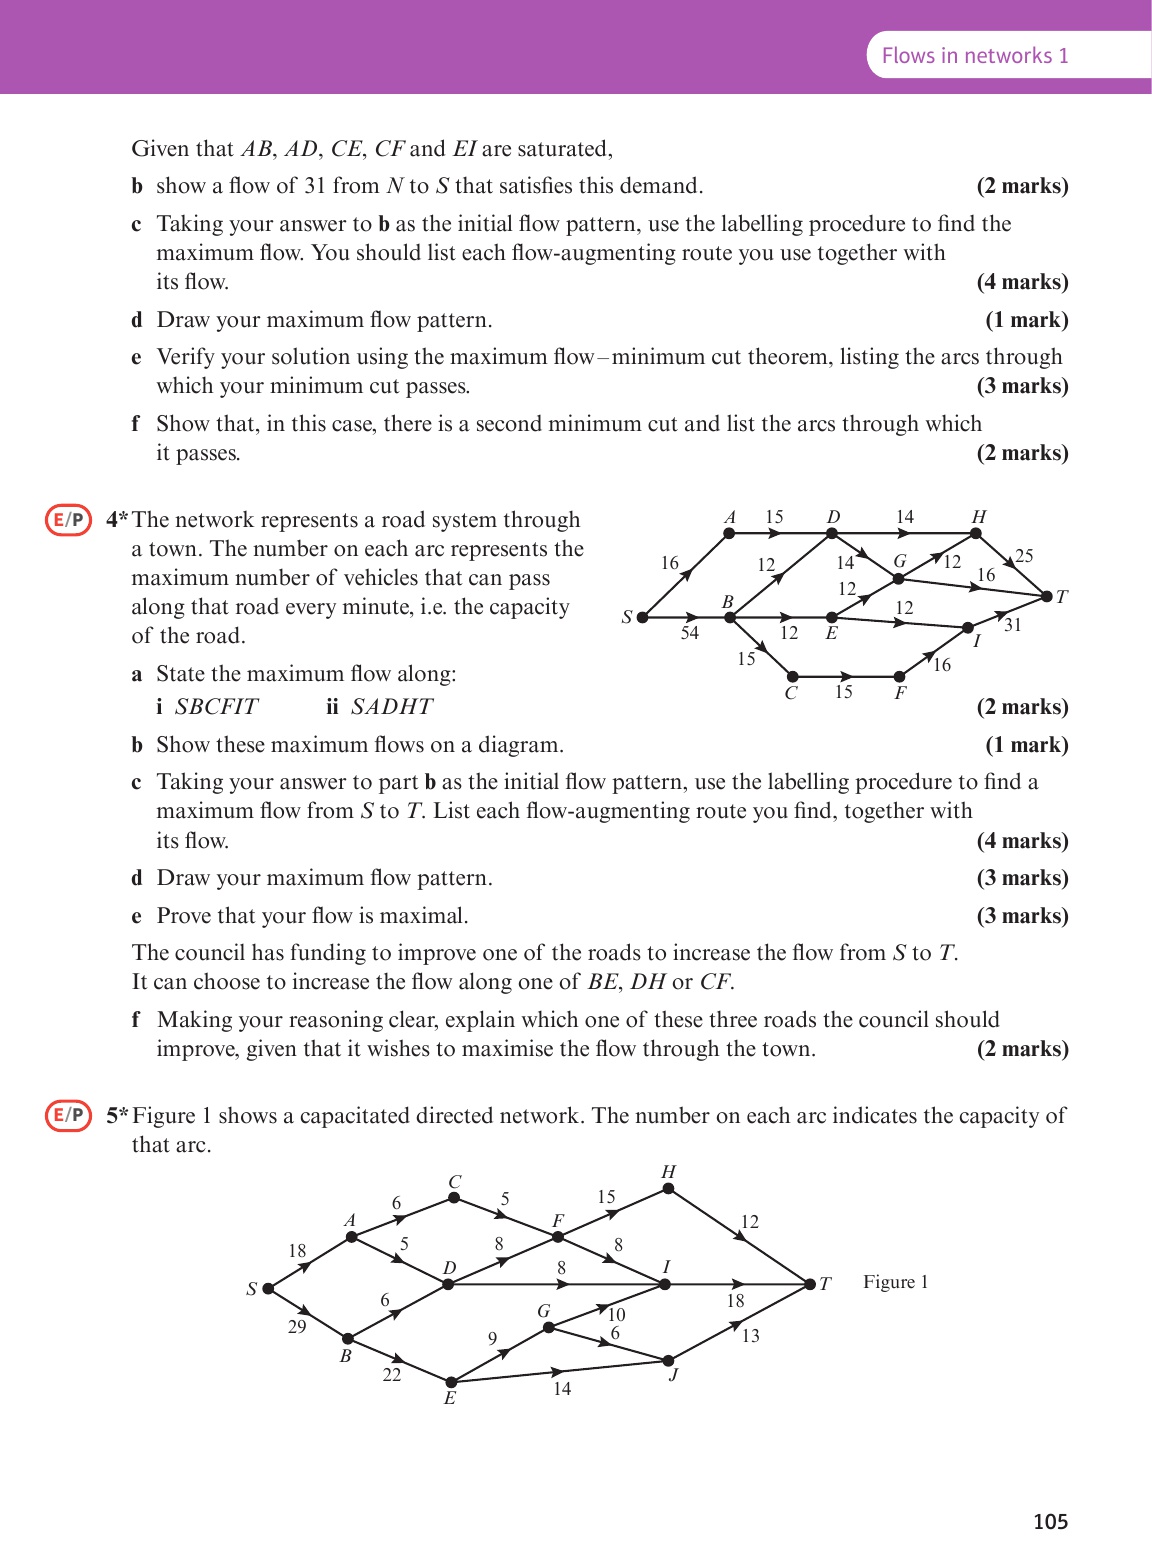 Flows in networks 1
Given that AB, AD, CE, CF and EI are saturated,
b show a flow of 31 from N to S that satisfies this demand. (2 marks)
c Taking your answer to b as the initial flow pattern, use the labelling procedure to find the
maximum flow. You should list each flow-augmenting route you use together with
its flow. (4 marks)
d Draw your maximum flow pattern. (1 mark)
e Verify your solution using the maximum flow–minimum cut theorem, listing the arcs through
which your minimum cut passes. (3 marks)
f Show that, in this case, there is a second minimum cut and list the arcs through which
it passes. (2 marks)
E/P 4* The network represents a road system through
a town. The number on each arc represents the
maximum number of vehicles that can pass
along that road every minute, i.e. the capacity
of the road.
A 15 D 14 H
16 12 14 G 12 25
12 16
S B 12 T
54 12 E 31
15 I
16
C 15 F
a State the maximum flow along:
i SBCFIT ii SADHT (2 marks)
b Show these maximum flows on a diagram. (1 mark)
c Taking your answer to part b as the initial flow pattern, use the labelling procedure to find a
maximum flow from S to T. List each flow-augmenting route you find, together with
its flow. (4 marks)
d Draw your maximum flow pattern. (3 marks)
e Prove that your flow is maximal. (3 marks)
The council has funding to improve one of the roads to increase the flow from S to T.
It can choose to increase the flow along one of BE, DH or CF.
f Making your reasoning clear, explain which one of these three roads the council should
improve, given that it wishes to maximise the flow through the town. (2 marks)
E/P 5* Figure 1 shows a capacitated directed network. The number on each arc indicates the capacity of
that arc.
H
C
6 5 15
A F 12
18 5 8 8
D 8 I
S T Figure 1
6 G 18
29 10
9 6 13
B
22 J
E 14
105